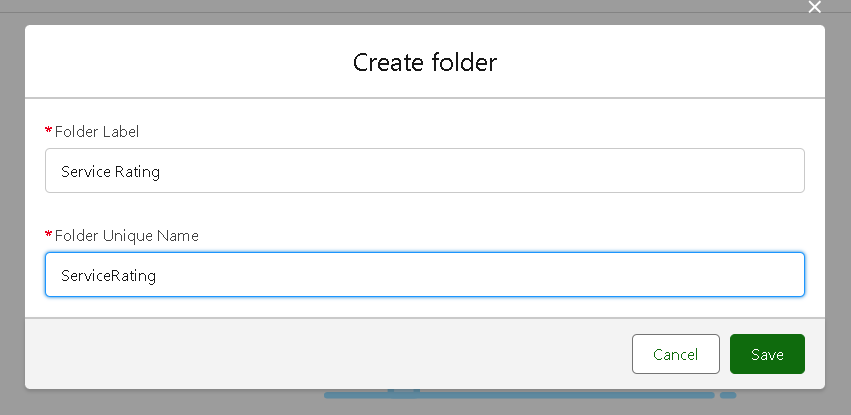 Create folder
* Folder Label
Service Rating
* Folder Unique Name
ServiceRating
Cancel Save